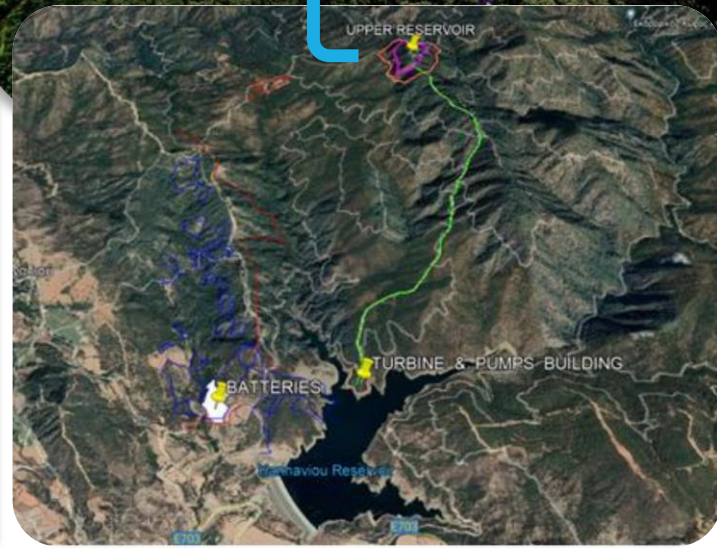 UPPER RESERVOIR
TURBINE & PUMPS BUILDING
BATTERIES
E703
E703